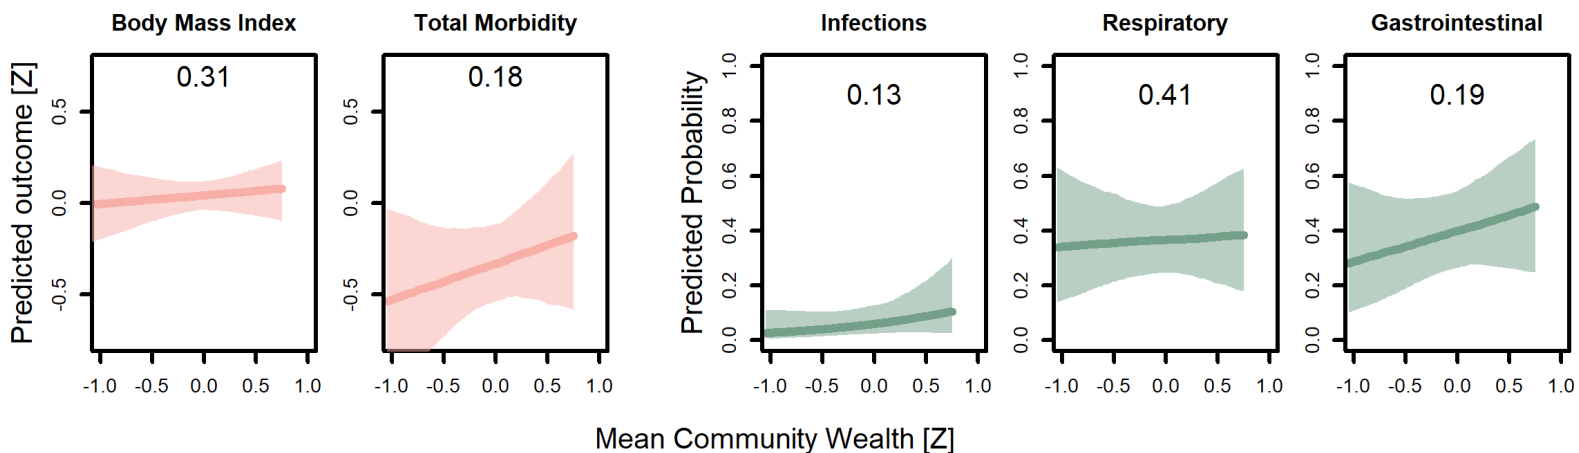 Body Mass Index
Total Morbidity
Infections
Respiratory
Gastrointestinal
Predicted outcome [Z]
0.5
0.0
-0.5
0.31
-1.0 -0.5 0.0 0.5 1.0
0.5
0.0
-0.5
0.18
-1.0 -0.5 0.0 0.5 1.0
Predicted Probability
1.0
0.8
0.6
0.4
0.2
0.0
0.13
-1.0 -0.5 0.0 0.5 1.0
1.0
0.8
0.6
0.4
0.2
0.0
0.41
-1.0 -0.5 0.0 0.5 1.0
1.0
0.8
0.6
0.4
0.2
0.0
0.19
-1.0 -0.5 0.0 0.5 1.0
Mean Community Wealth [Z]